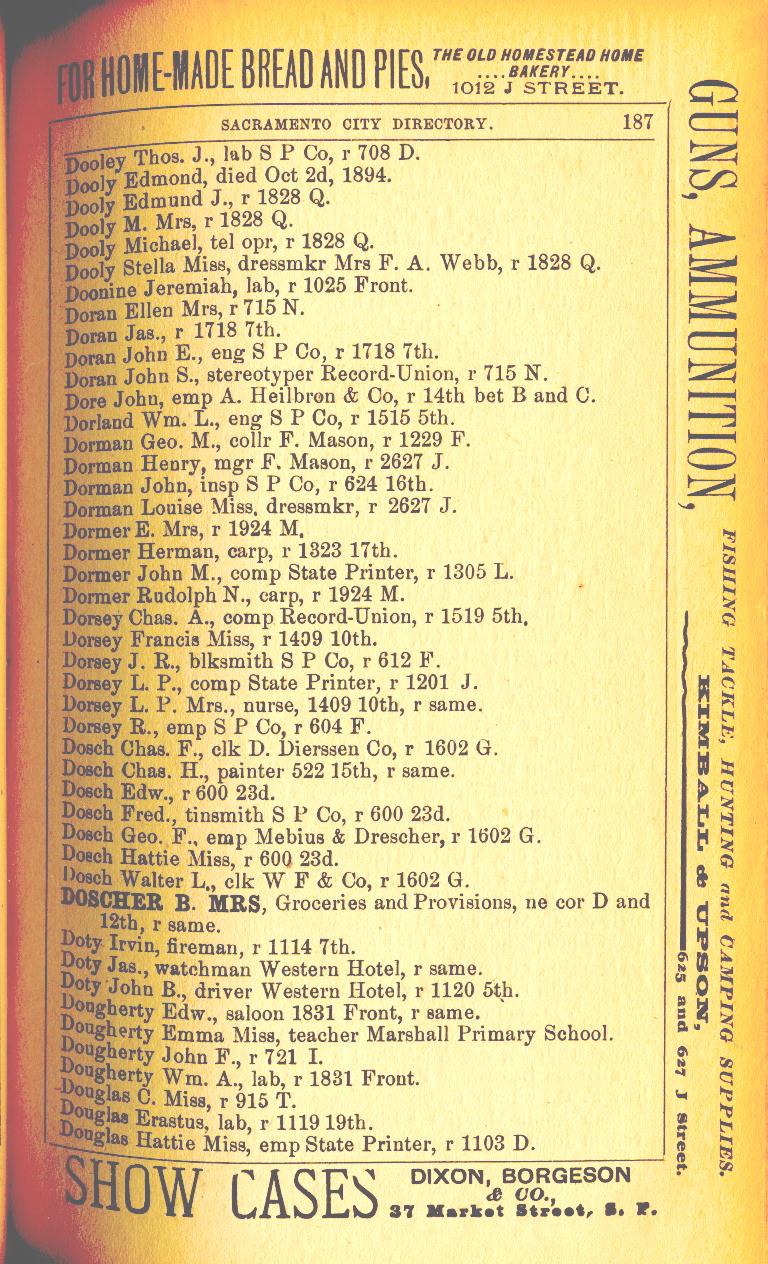 FOR HOME-MADE BREAD AND PIES, THE OLD HOMESTEAD HOME
....BAKERY....
1012 J STREET.
SACRAMENTO CITY DIRECTORY. 187
Dooley Thos. J., lab S P Co, r 708 D.
Dooly Edmond, died Oct 2d, 1894.
Dooly Edmund J., r 1828 Q.
Dooly M. Mrs, r 1828 Q.
Dooly Michael, tel opr, r 1828 Q.
Dooly Stella Miss, dressmkr Mrs F. A. Webb, r 1828 Q.
Doonine Jeremiah, lab, r 1025 Front.
Doran Ellen Mrs, r 715 N.
Doran Jas., r 1718 7th.
Doran John E., eng S P Co, r 1718 7th.
Doran John S., stereotyper Record-Union, r 715 N.
Dore John, emp A. Heilbron & Co, r 14th bet B and C.
Dorland Wm. L., eng S P Co, r 1515 5th.
Dorman Geo. M., collr F. Mason, r 1229 F.
Dorman Henry, mgr F. Mason, r 2627 J.
Dorman John, insp S P Co, r 624 16th.
Dorman Louise Miss, dressmkr, r 2627 J.
Dormer E. Mrs, r 1924 M.
Dormer Herman, carp, r 1323 17th.
Dormer John M., comp State Printer, r 1305 L.
Dormer Rudolph N., carp, r 1924 M.
Dorsey Chas. A., comp Record-Union, r 1519 5th.
Dorsey Francis Miss, r 1409 10th.
Dorsey J. R., blksmith S P Co, r 612 F.
Dorsey L. P., comp State Printer, r 1201 J.
Dorsey L. P. Mrs., nurse, 1409 10th, r same.
Dorsey R., emp S P Co, r 604 F.
Dosch Chas. F., clk D. Dierssen Co, r 1602 G.
Dosch Chas. H., painter 522 15th, r same.
Dosch Edw., r 600 23d.
Dosch Fred., tinsmith S P Co, r 600 23d.
Dosch Geo. F., emp Mebius & Drescher, r 1602 G.
Dosch Hattie Miss, r 600 23d.
Dosch Walter L., clk W F & Co, r 1602 G.
DOSCHER B. MRS, Groceries and Provisions, ne cor D and
12th, r same.
Doty Irvin, fireman, r 1114 7th.
Doty Jas., watchman Western Hotel, r same.
Doty John B., driver Western Hotel, r 1120 5th.
Dougherty Edw., saloon 1831 Front, r same.
Dougherty Emma Miss, teacher Marshall Primary School.
Dougherty John F., r 721 I.
Dougherty Wm. A., lab, r 1831 Front.
Douglas C. Miss, r 915 T.
Douglas Erastus, lab, r 1119 19th.
Douglas Hattie Miss, emp State Printer, r 1103 D.
SHOW CASES DIXON, BORGESON
& CO.,
37 Market Street, S. F.
GUNS, AMMUNITION,
FISHING TACKLE, HUNTING and CAMPING SUPPLIES.
KIMBALL & UPSON,
625 and 627 J Street.